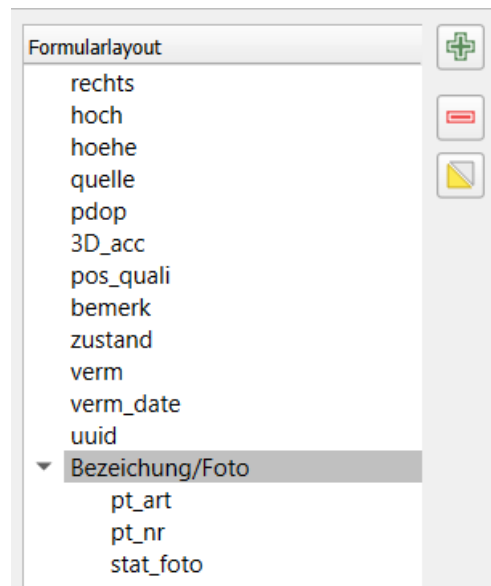 Formularlayout
rechts
hoch
hoehe
quelle
pdop
3D_acc
pos_quali
bemerk
zustand
verm
verm_date
uuid
Bezeichung/Foto
pt_art
pt_nr
stat_foto